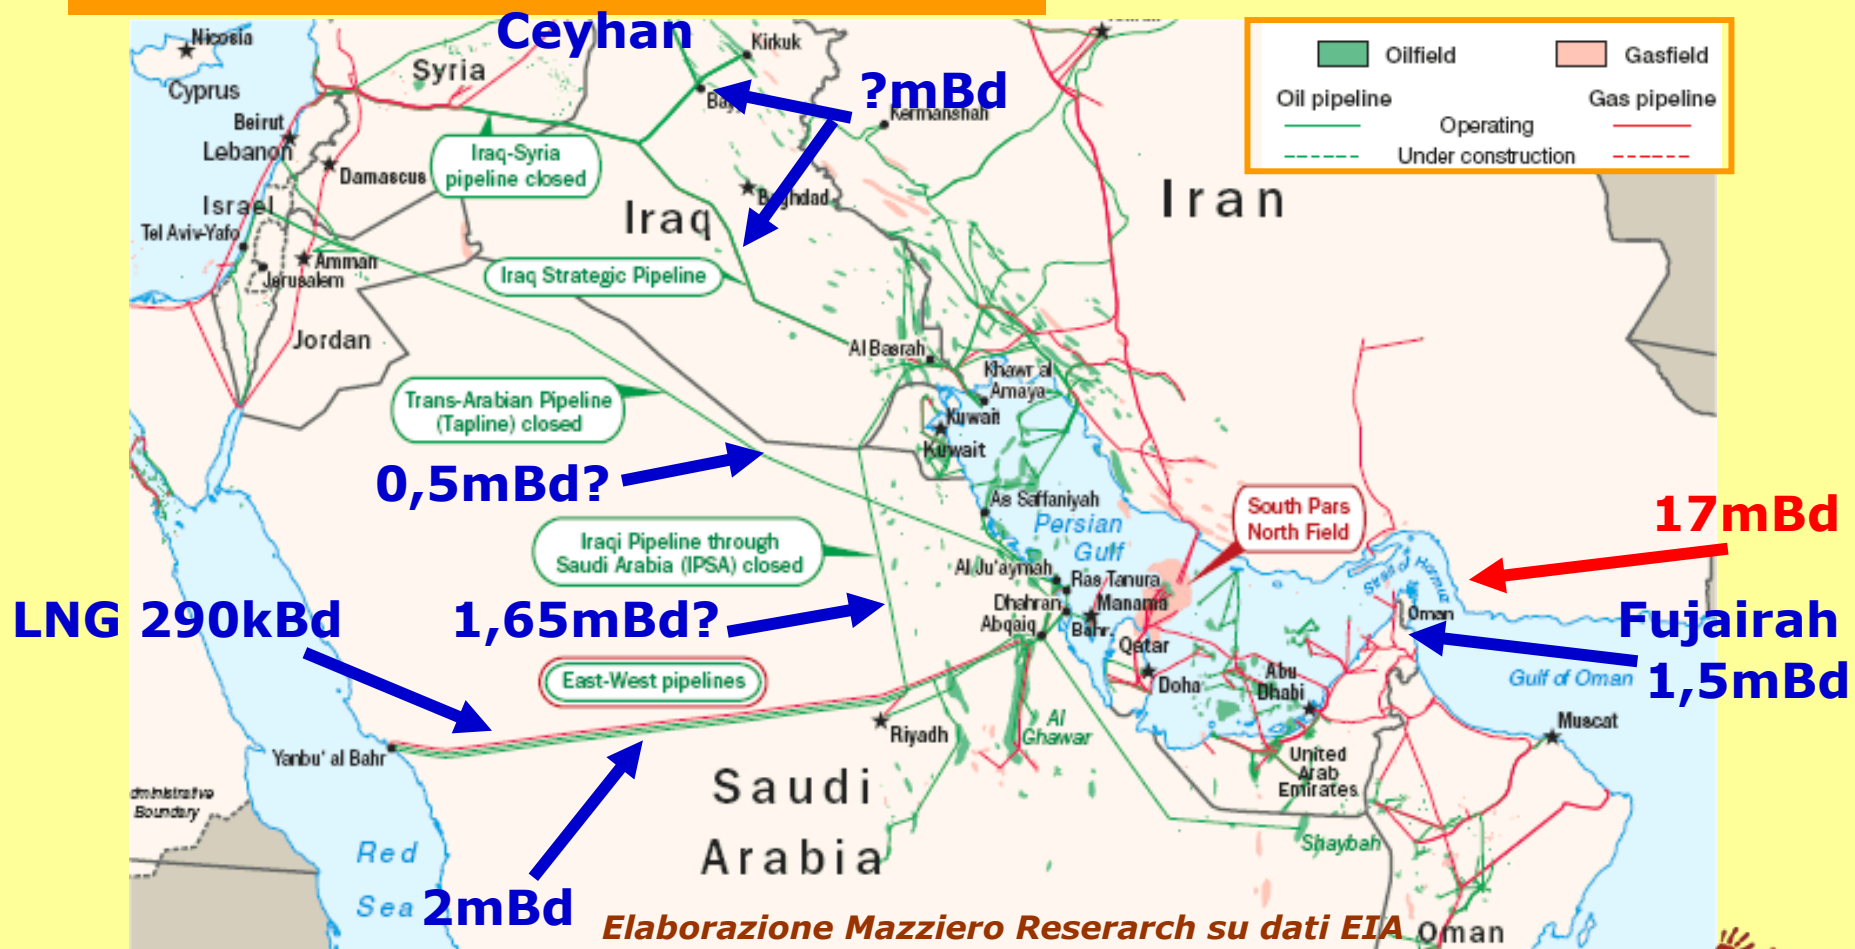 Ceyhan
Nicosia
Cyprus
Syria
Kirkuk
?mBd
Kermanshah
Beirut
Lebanon
Damascus
Iraq-Syria
pipeline closed
Baghdad
Israel
Tel Aviv-Yafo
Jerusalem
Amman
Jordan
Iraq
Iran
Iraq Strategic Pipeline
Oilfield
Gasfield
Oil pipeline
Gas pipeline
Operating
Under construction
Al Basrah
Khawr al
Amaya
Kuwait
Kuwait
Trans-Arabian Pipeline
(Tapline) closed
0,5mBd?
As Saffaniyah
Persian
Gulf
South Pars
North Field
17mBd
Strait of Hormuz
Iraqi Pipeline through
Saudi Arabia (IPSA) closed
Al Ju'aymah
Ras Tanura
Dhahran
Manama
Abqaiq
Bahr.
Qatar
Doha
Abu
Dhabi
Oman
Fujairah
1,5mBd
Gulf of Oman
Muscat
LNG 290kBd
1,65mBd?
East-West pipelines
Riyadh
Al
Ghawar
Yanbu' al Bahr
United
Arab
Emirates
Saudi
Arabia
Shaybah
dministrative
Boundary
Red
Sea
2mBd
Elaborazione Mazziero Reserarch su dati EIA
Oman